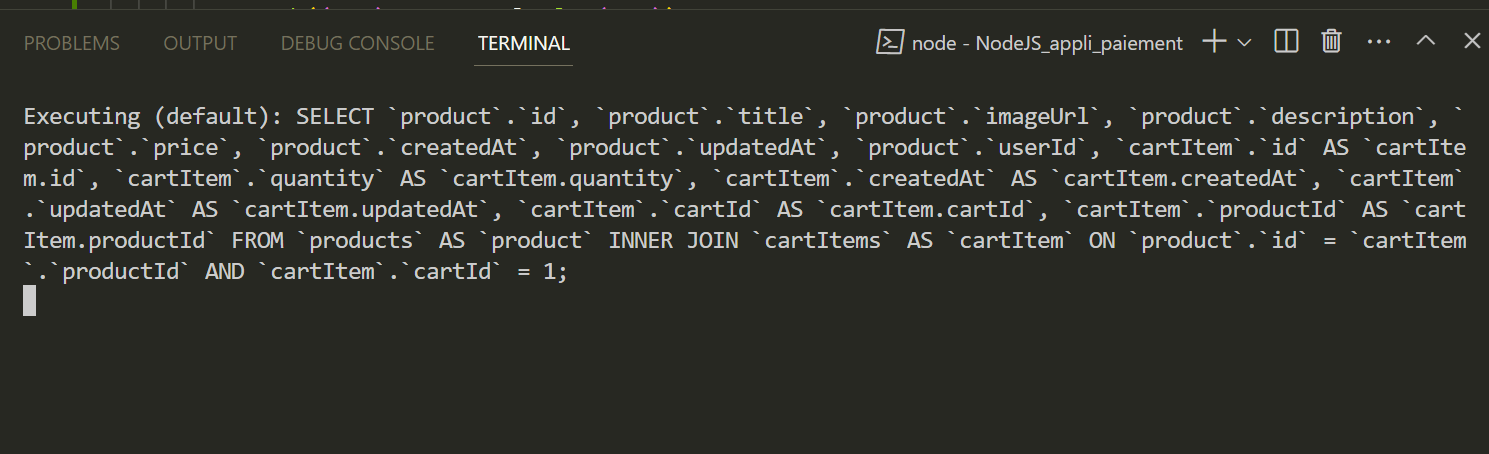 PROBLEMS OUTPUT DEBUG CONSOLE TERMINAL node - NodeJS_appli_paiement
Executing (default): SELECT `product`.`id`, `product`.`title`, `product`.`imageUrl`, `product`.`description`, `
product`.`price`, `product`.`createdAt`, `product`.`updatedAt`, `product`.`userId`, `cartItem`.`id` AS `cartIte
m.id`, `cartItem`.`quantity` AS `cartItem.quantity`, `cartItem`.`createdAt` AS `cartItem.createdAt`, `cartItem`
.`updatedAt` AS `cartItem.updatedAt`, `cartItem`.`cartId` AS `cartItem.cartId`, `cartItem`.`productId` AS `cart
Item.productId` FROM `products` AS `product` INNER JOIN `cartItems` AS `cartItem` ON `product`.`id` = `cartItem
`.`productId` AND `cartItem`.`cartId` = 1;